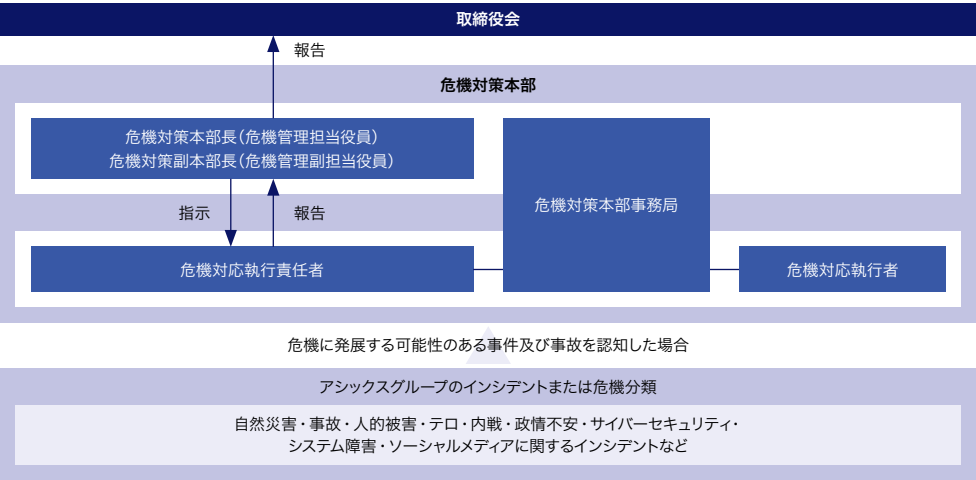 取締役会
報告
危機対策本部
危機対策本部長(危機管理担当役員)
危機対策副本部長(危機管理副担当役員)
危機対策本部事務局
指示
報告
危機対応執行責任者
危機対応執行者
危機に発展する可能性のある事件及び事故を認知した場合
アシックスグループのインシデントまたは危機分類
自然災害・事故・人的被害・テロ・内戦・政情不安・サイバーセキュリティ・
システム障害・ソーシャルメディアに関するインシデントなど